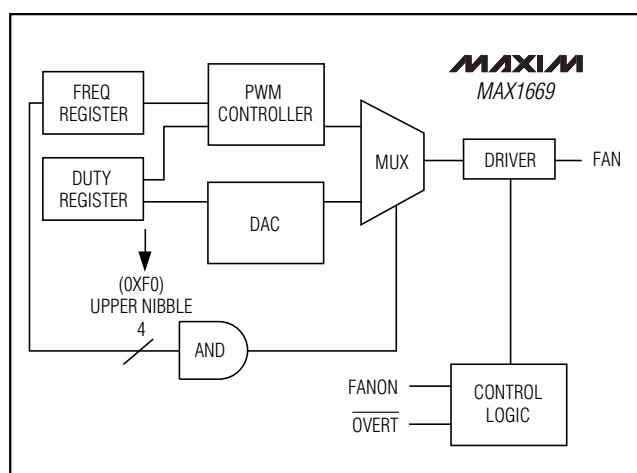 MAXIM
MAX1669
FREQ
REGISTER
PWM
CONTROLLER
MUX
DRIVER
FAN
DUTY
REGISTER
DAC
(0XF0)
UPPER NIBBLE
4
AND
FANON
OVERT
CONTROL
LOGIC